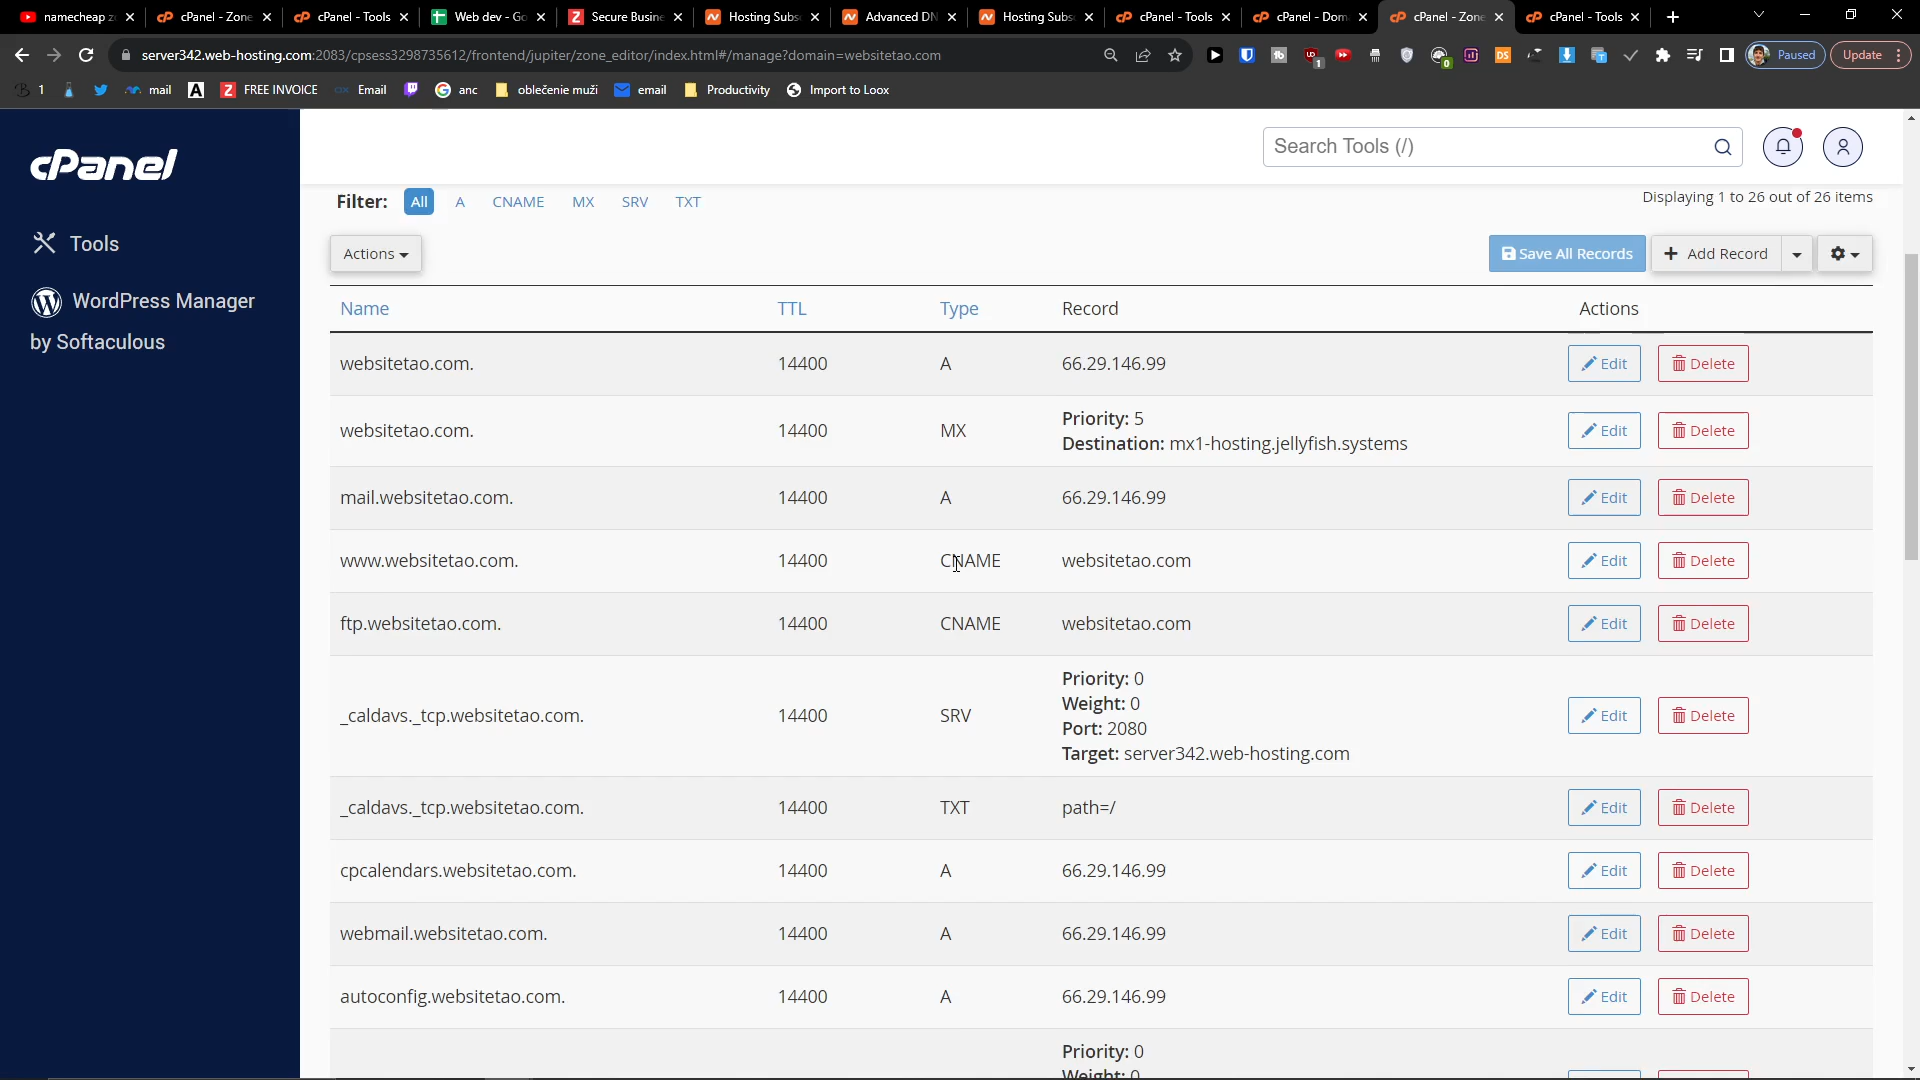 namecheap z
cPanel - Zone
cPanel - Tools
Web dev - Go
Secure Busine
Hosting Subs
Advanced DN
Hosting Subs
cPanel - Tools
cPanel - Dom
cPanel - Zone
cPanel - Tools
server342.web-hosting.com:2083/cpsess3298735612/frontend/jupiter/zone_editor/index.html#/manage?domain=websitetao.com
Paused
Update
1
mail
FREE INVOICE
Email
anc
oblečenie muži
email
Productivity
Import to Loox
cPanel
Search Tools (/)
Tools
WordPress Manager
by Softaculous
Filter: All A CNAME MX SRV TXT
Displaying 1 to 26 out of 26 items
Actions
Save All Records
Add Record
Name TTL Type Record Actions
websitetao.com. 14400 A 66.29.146.99 Edit Delete
websitetao.com. 14400 MX Priority: 5 Edit Delete
Destination: mx1-hosting.jellyfish.systems
mail.websitetao.com. 14400 A 66.29.146.99 Edit Delete
www.websitetao.com. 14400 CNAME websitetao.com Edit Delete
ftp.websitetao.com. 14400 CNAME websitetao.com Edit Delete
_caldavs._tcp.websitetao.com. 14400 SRV Priority: 0 Edit Delete
Weight: 0
Port: 2080
Target: server342.web-hosting.com
_caldavs._tcp.websitetao.com. 14400 TXT path=/ Edit Delete
cpcalendars.websitetao.com. 14400 A 66.29.146.99 Edit Delete
webmail.websitetao.com. 14400 A 66.29.146.99 Edit Delete
autoconfig.websitetao.com. 14400 A 66.29.146.99 Edit Delete
Priority: 0
Weight: 0